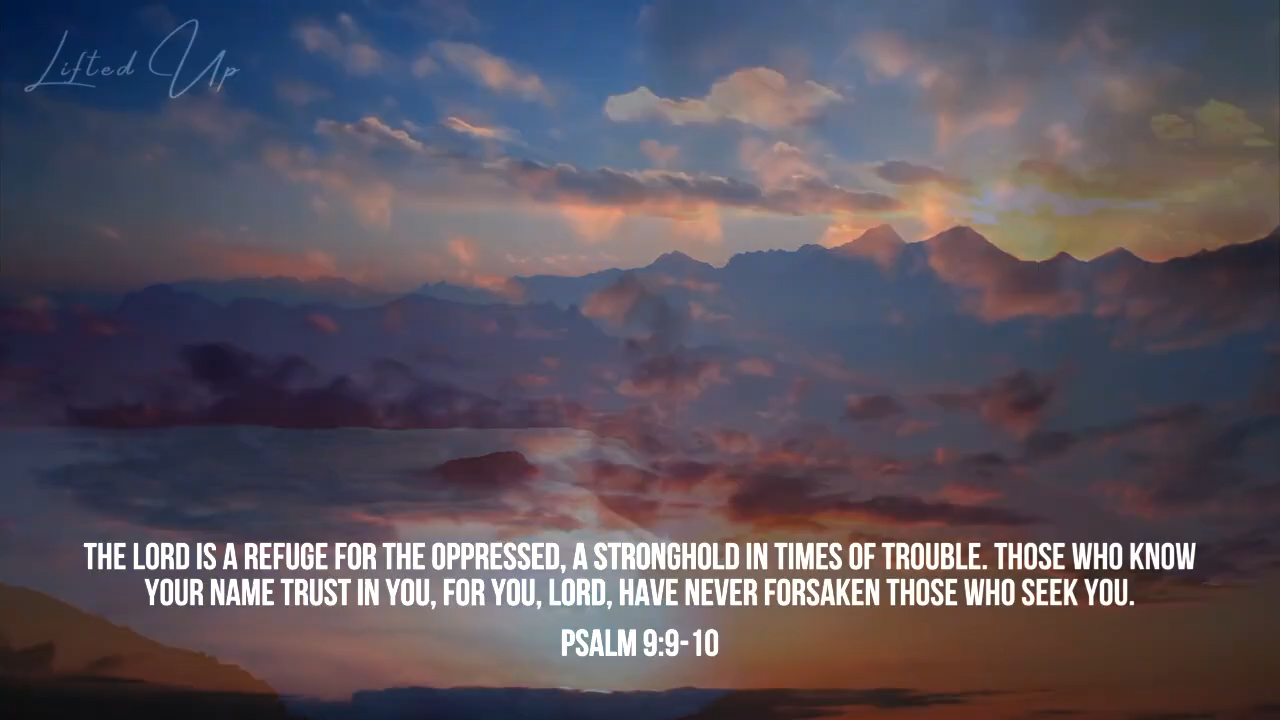 Lifted Up
THE LORD IS A REFUGE FOR THE OPPRESSED, A STRONGHOLD IN TIMES OF TROUBLE. THOSE WHO KNOW
YOUR NAME TRUST IN YOU, FOR YOU, LORD, HAVE NEVER FORSAKEN THOSE WHO SEEK YOU.
PSALM 9:9-10